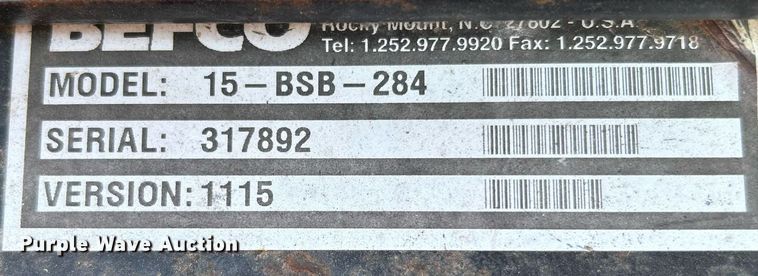 BEFCO
Rocky Mount, N.C. 27802 - U.S.A
Tel: 1.252.977.9920 Fax: 1.252.977.9718
MODEL: 15-BSB-284
SERIAL: 317892
VERSION: 1115
Purple Wave Auction